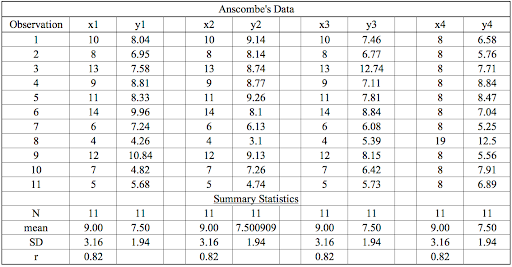 Anscombe's Data
Observation x1 y1 x2 y2 x3 y3 x4 y4
1 10 8.04 10 9.14 10 7.46 8 6.58
2 8 6.95 8 8.14 8 6.77 8 5.76
3 13 7.58 13 8.74 13 12.74 8 7.71
4 9 8.81 9 8.77 9 7.11 8 8.84
5 11 8.33 11 9.26 11 7.81 8 8.47
6 14 9.96 14 8.1 14 8.84 8 7.04
7 6 7.24 6 6.13 6 6.08 8 5.25
8 4 4.26 4 3.1 4 5.39 19 12.5
9 12 10.84 12 9.13 12 8.15 8 5.56
10 7 4.82 7 7.26 7 6.42 8 7.91
11 5 5.68 5 4.74 5 5.73 8 6.89
Summary Statistics
N 11 11 11 11 11 11 11 11
mean 9.00 7.50 9.00 7.500909 9.00 7.50 9.00 7.50
SD 3.16 1.94 3.16 1.94 3.16 1.94 3.16 1.94
r 0.82 0.82 0.82 0.82